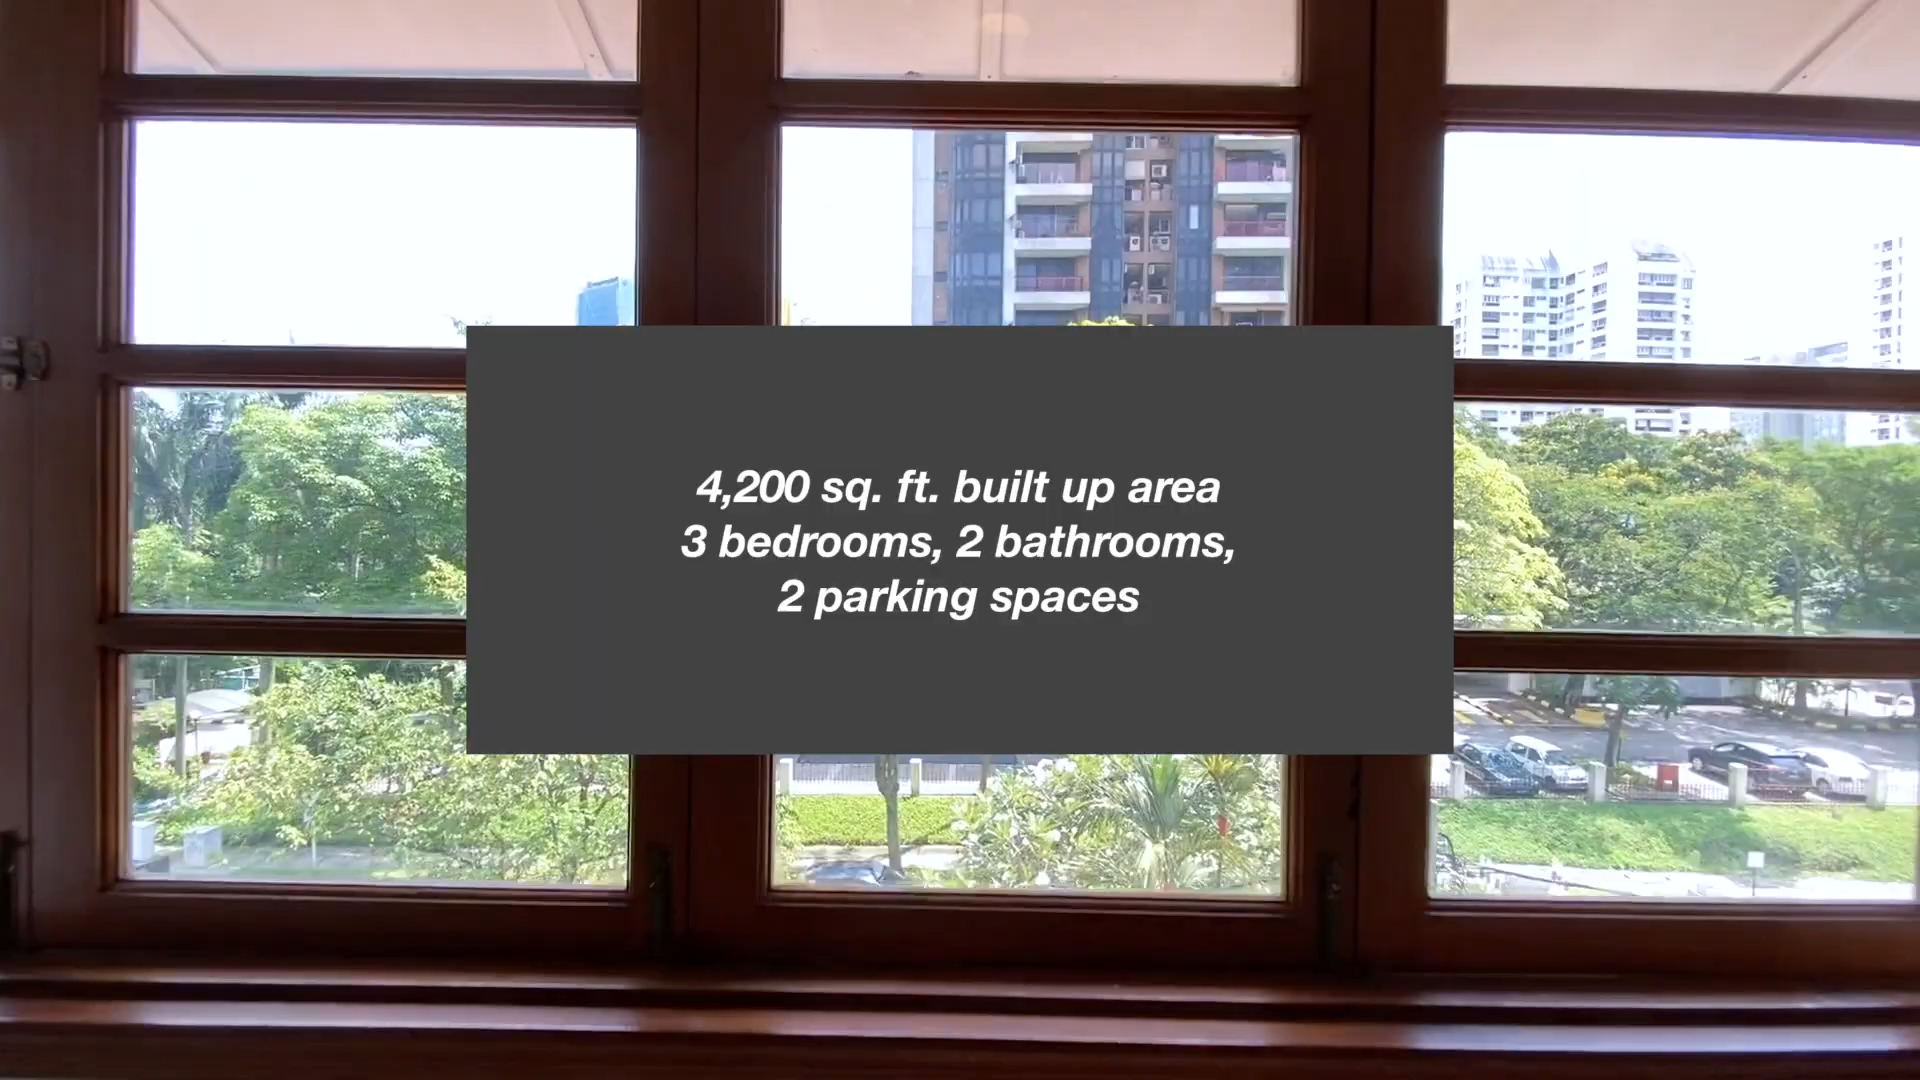 4,200 sq. ft. built up area
3 bedrooms, 2 bathrooms,
2 parking spaces